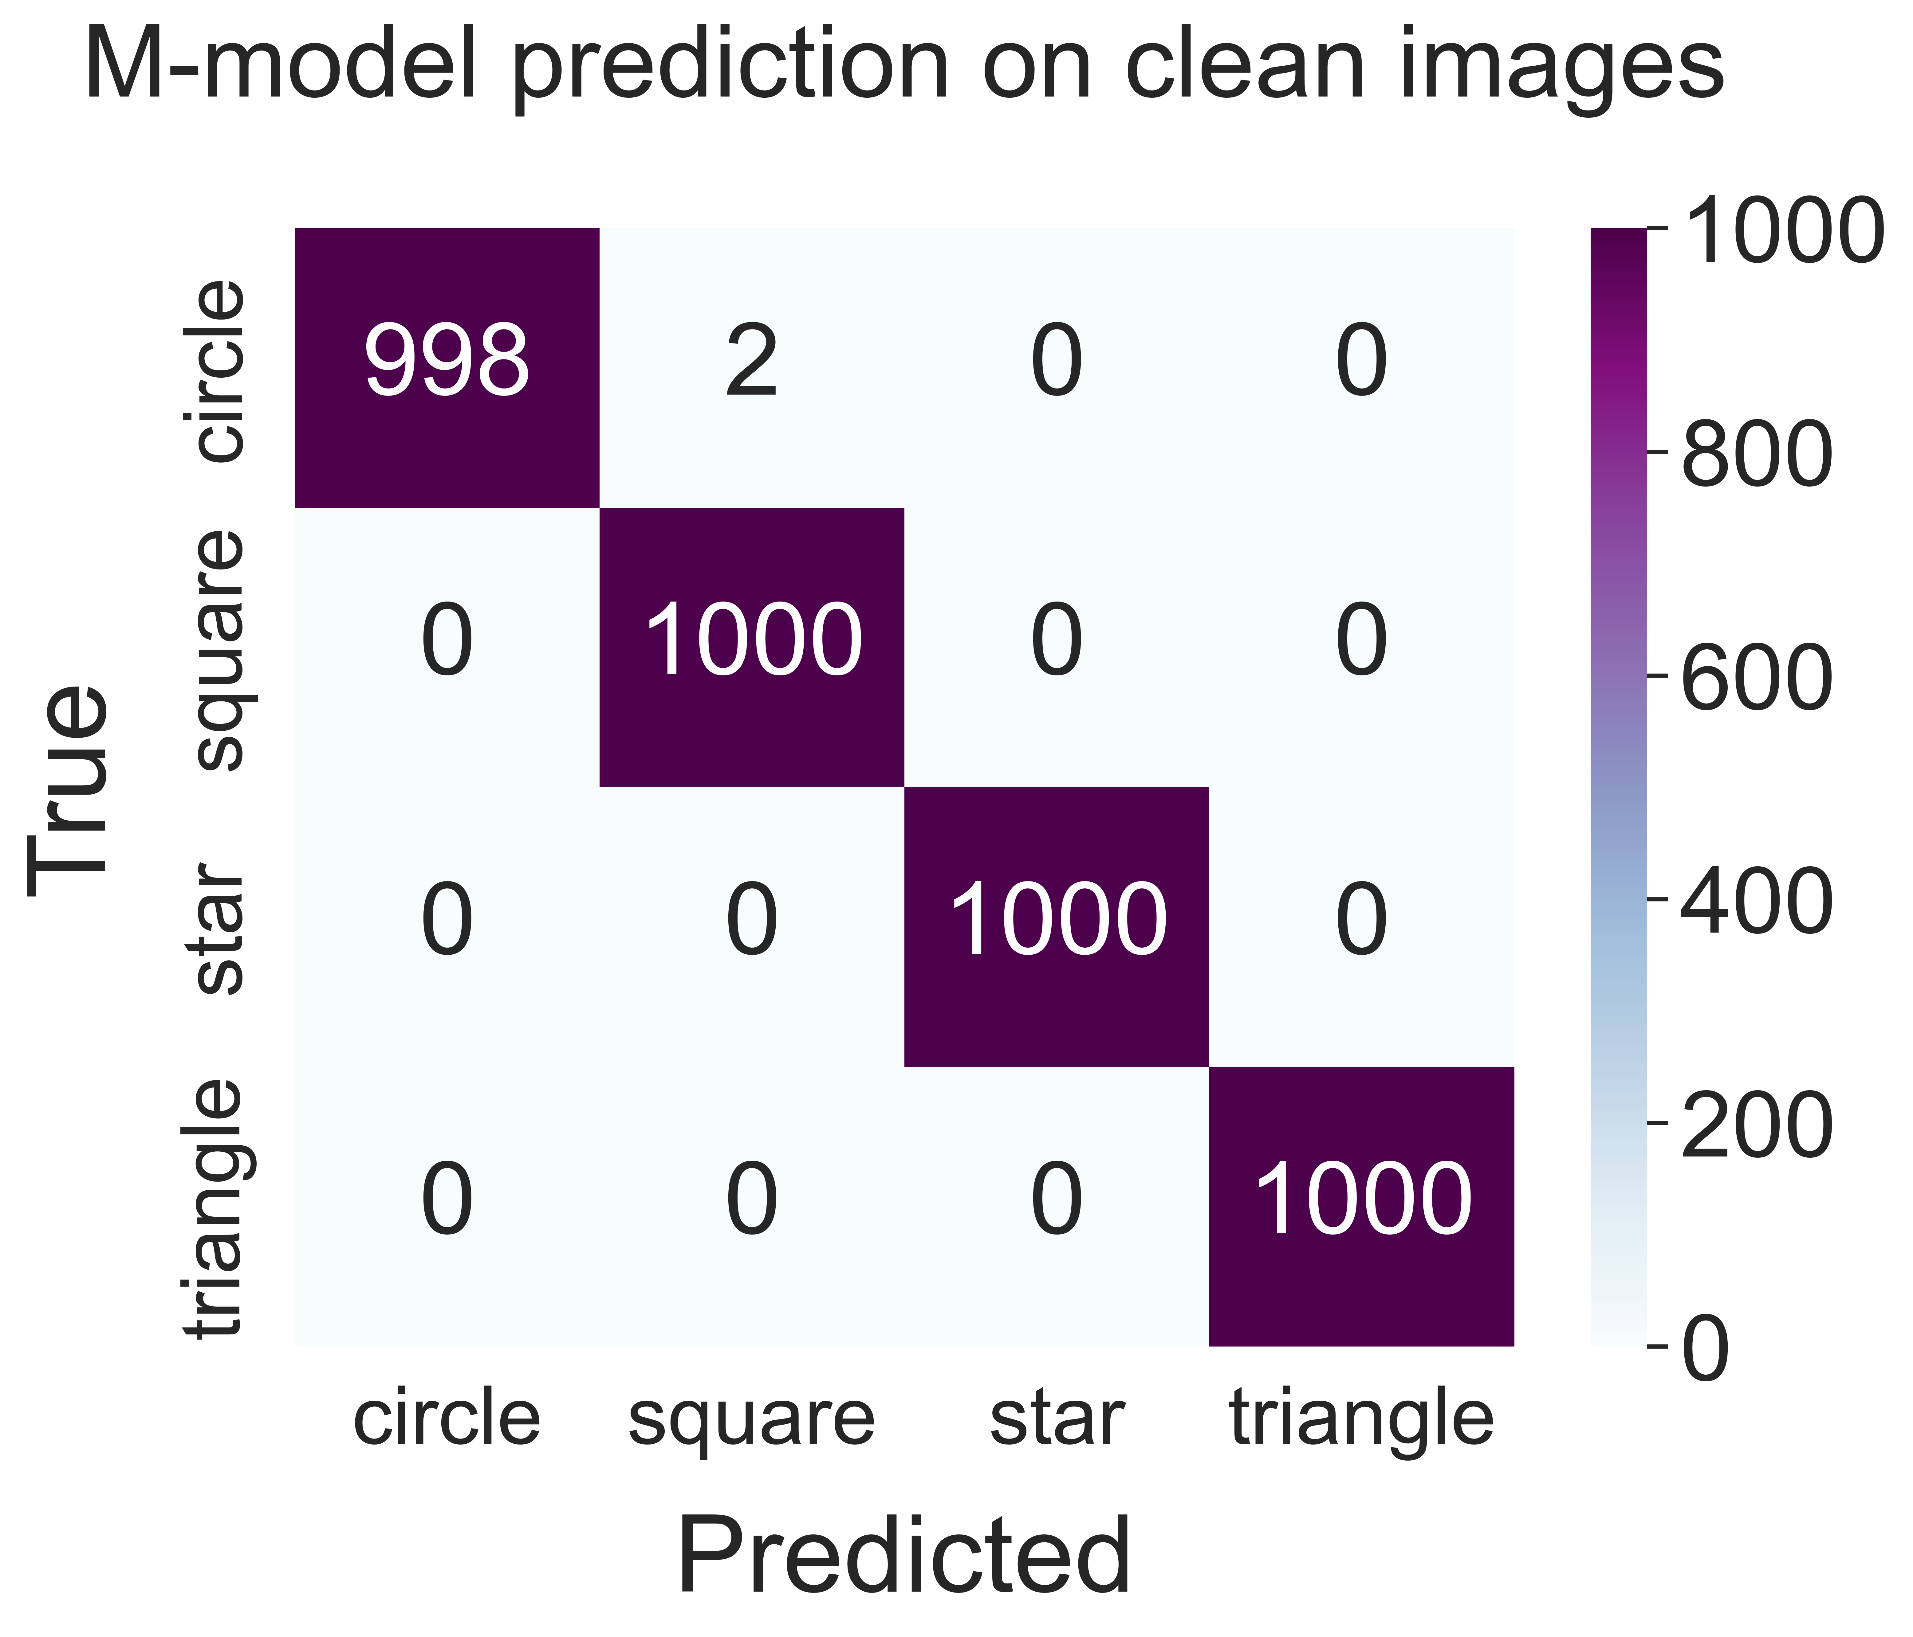 M-model prediction on clean images
True
circle
998 2 0 0
square
0 1000 0 0
star
0 0 1000 0
triangle
0 0 0 1000
circle square star triangle
Predicted
1000
800
600
400
200
0